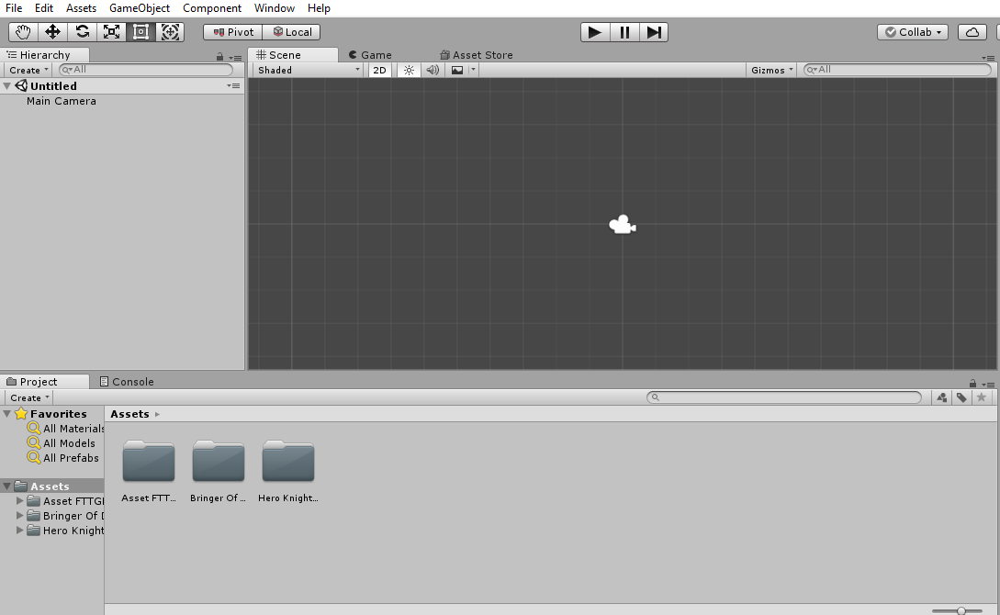 File Edit Assets GameObject Component Window Help
Pivot Local Collab
Hierarchy Scene Game Asset Store
Create All Shaded 2D Gizmos All
Untitled
Main Camera
Project Console
Create
Favorites Assets
All Materials
All Models
All Prefabs
Asset FTT... Bringer Of ... Hero Knight...
Assets
Asset FTTG
Bringer Of D
Hero Knight